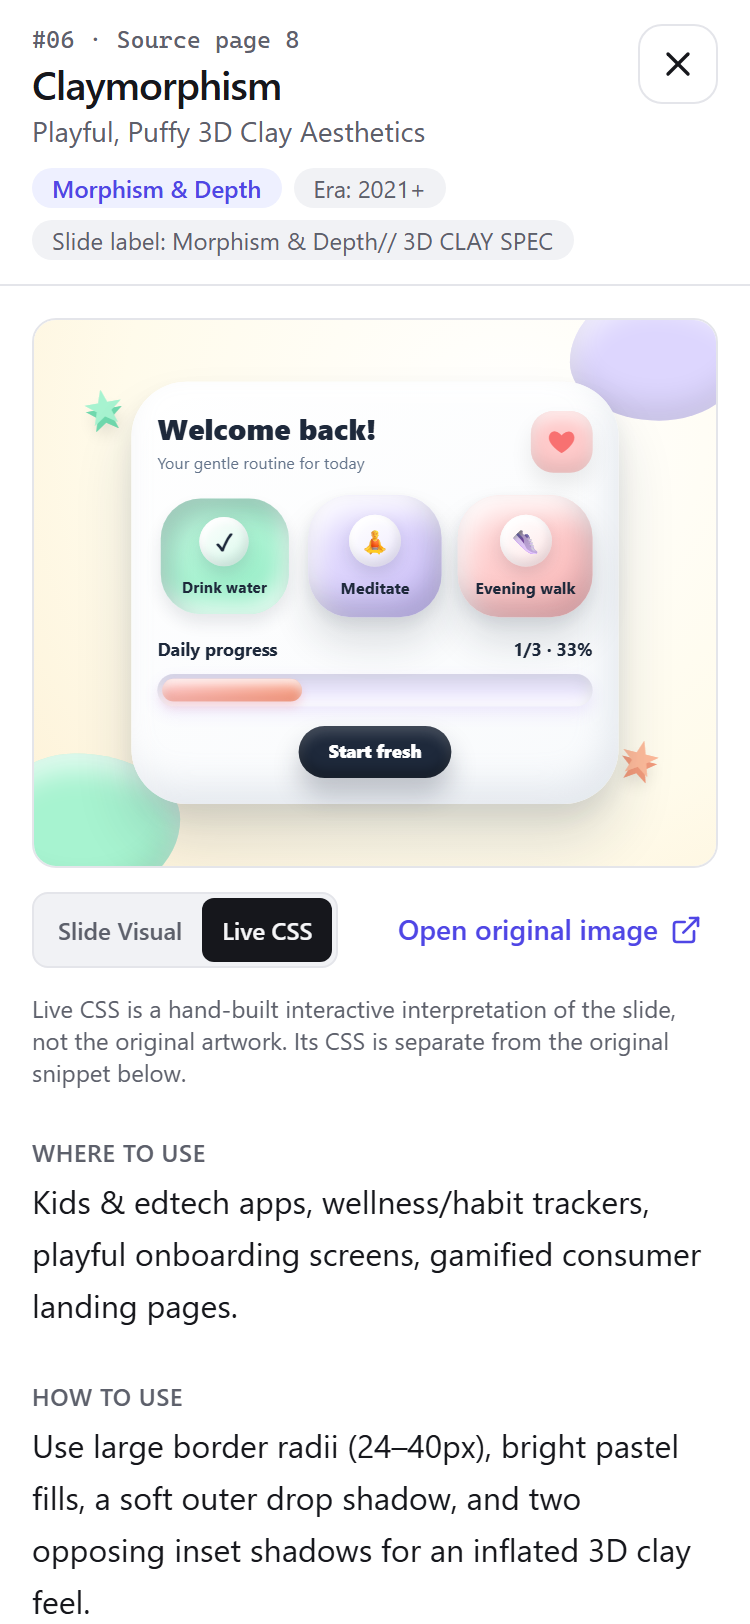 #06 · Source page 8
Claymorphism
Playful, Puffy 3D Clay Aesthetics
Morphism & Depth
Era: 2021+
Slide label: Morphism & Depth// 3D CLAY SPEC
Welcome back!
Your gentle routine for today
Drink water
Meditate
Evening walk
Daily progress
1/3 · 33%
Start fresh
Slide Visual
Live CSS
Open original image
Live CSS is a hand-built interactive interpretation of the slide,
not the original artwork. Its CSS is separate from the original
snippet below.
WHERE TO USE
Kids & edtech apps, wellness/habit trackers,
playful onboarding screens, gamified consumer
landing pages.
HOW TO USE
Use large border radii (24–40px), bright pastel
fills, a soft outer drop shadow, and two
opposing inset shadows for an inflated 3D clay
feel.